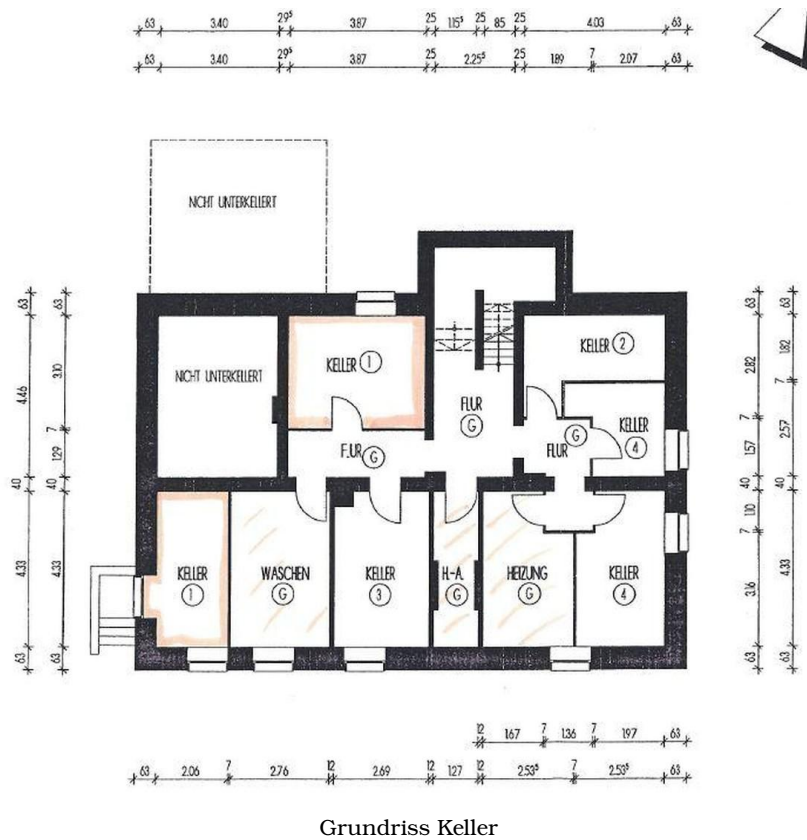 63 3.40 29⁵ 3.87 25 1.15⁵ 25 85 25 4.03 63
63 3.40 29⁵ 3.87 25 2.25⁵ 25 1.89 7 2.07 63
NICHT UNTERKELLERT
NICHT UNTERKELLERT
KELLER 1
FLUR
G
FLUR
G
KELLER 2
KELLER
4
FLUR
G
KELLER
1
WASCHEN
G
KELLER
3
H.-A.
G
HEIZUNG
G
KELLER
4
63 4.46 40 4.33 63
63 3.10 7 1.29 40 4.33 63
63 2.82 7 1.57 40 1.10 7 3.16 63
63 1.82 7 2.57 40 4.33 63
12 1.67 7 1.36 7 1.97 63
63 2.06 7 2.76 12 2.69 12 1.27 12 2.53⁵ 7 2.53⁵ 63
Grundriss Keller